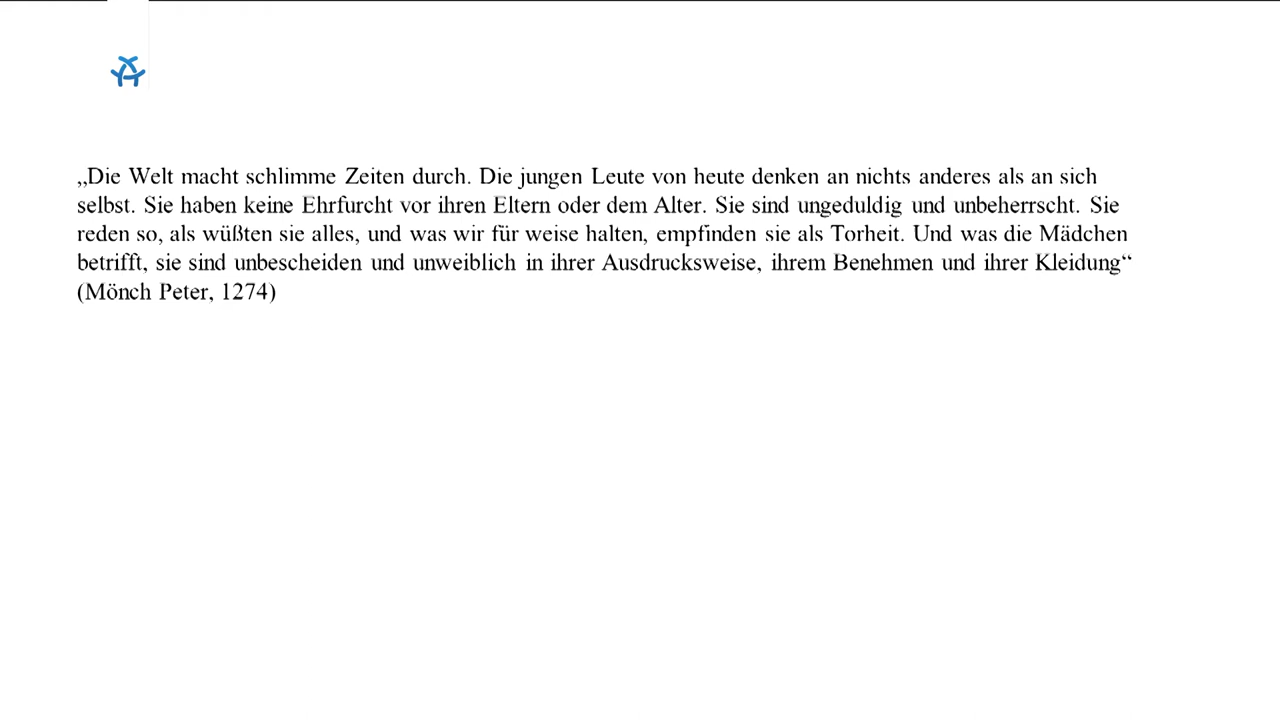 „Die Welt macht schlimme Zeiten durch. Die jungen Leute von heute denken an nichts anderes als an sich
selbst. Sie haben keine Ehrfurcht vor ihren Eltern oder dem Alter. Sie sind ungeduldig und unbeherrscht. Sie
reden so, als wüßten sie alles, und was wir für weise halten, empfinden sie als Torheit. Und was die Mädchen
betrifft, sie sind unbescheiden und unweiblich in ihrer Ausdrucksweise, ihrem Benehmen und ihrer Kleidung“
(Mönch Peter, 1274)